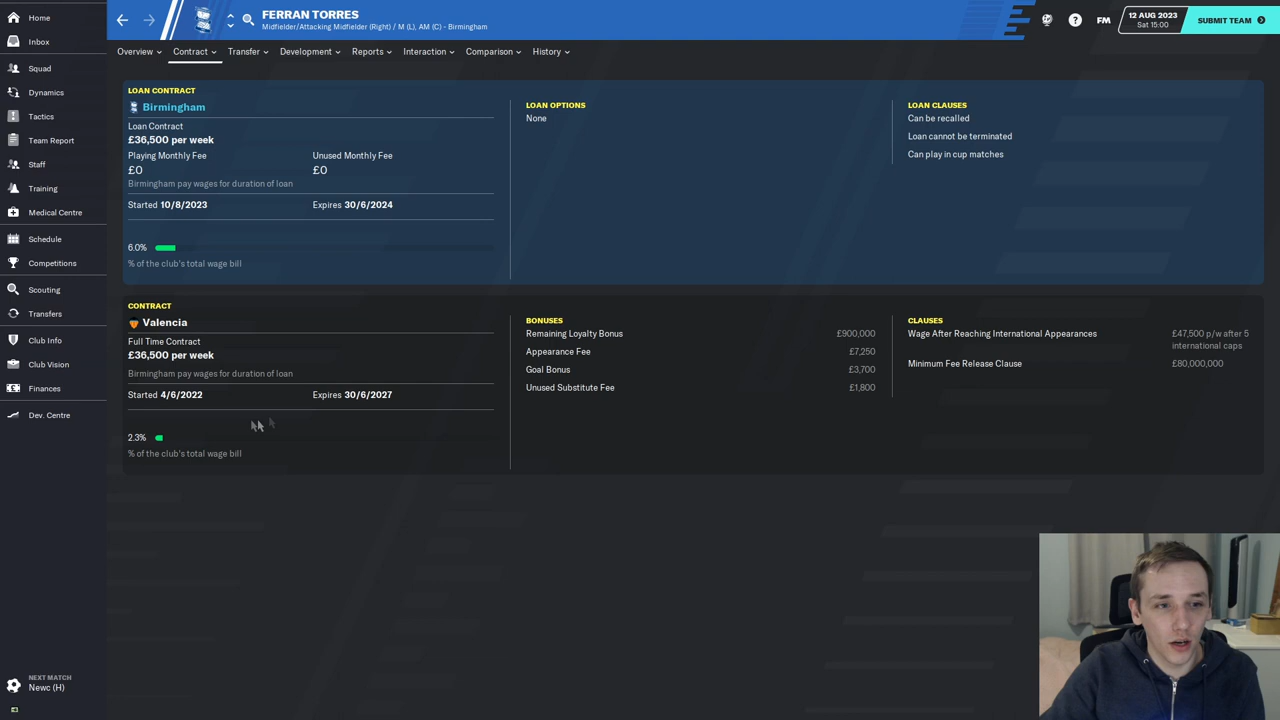 FERRAN TORRES
Midfielder/Attacking Midfielder (Right) / M (L), AM (C) - Birmingham
?
FM
12 AUG 2023
Sat 15:00
SUBMIT TEAM
Home
Inbox
Squad
Dynamics
Tactics
Team Report
Staff
Training
Medical Centre
Schedule
Competitions
Scouting
Transfers
Club Info
Club Vision
Finances
Dev. Centre
NEXT MATCH
Newc (H)
Overview
Contract
Transfer
Development
Reports
Interaction
Comparison
History
LOAN CONTRACT
Birmingham
Loan Contract
£36,500 per week
Playing Monthly Fee
Unused Monthly Fee
£0
£0
Birmingham pay wages for duration of loan
Started 10/8/2023
Expires 30/6/2024
6.0%
% of the club's total wage bill
LOAN OPTIONS
None
LOAN CLAUSES
Can be recalled
Loan cannot be terminated
Can play in cup matches
CONTRACT
Valencia
Full Time Contract
£36,500 per week
Birmingham pay wages for duration of loan
Started 4/6/2022
Expires 30/6/2027
2.3%
% of the club's total wage bill
BONUSES
Remaining Loyalty Bonus £900,000
Appearance Fee £7,250
Goal Bonus £3,700
Unused Substitute Fee £1,800
CLAUSES
Wage After Reaching International Appearances £47,500 p/w after 5
international caps
Minimum Fee Release Clause £80,000,000